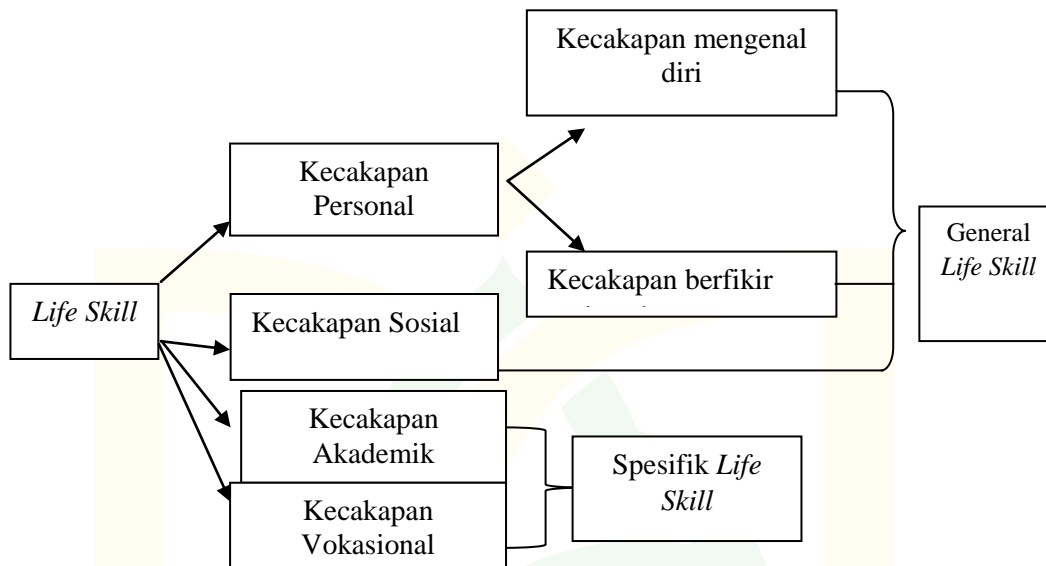 Kecakapan mengenal
diri
Kecakapan
Personal
General
Life Skill
Kecakapan berfikir
Life Skill
Kecakapan Sosial
Kecakapan
Akademik
Spesifik Life
Skill
Kecakapan
Vokasional